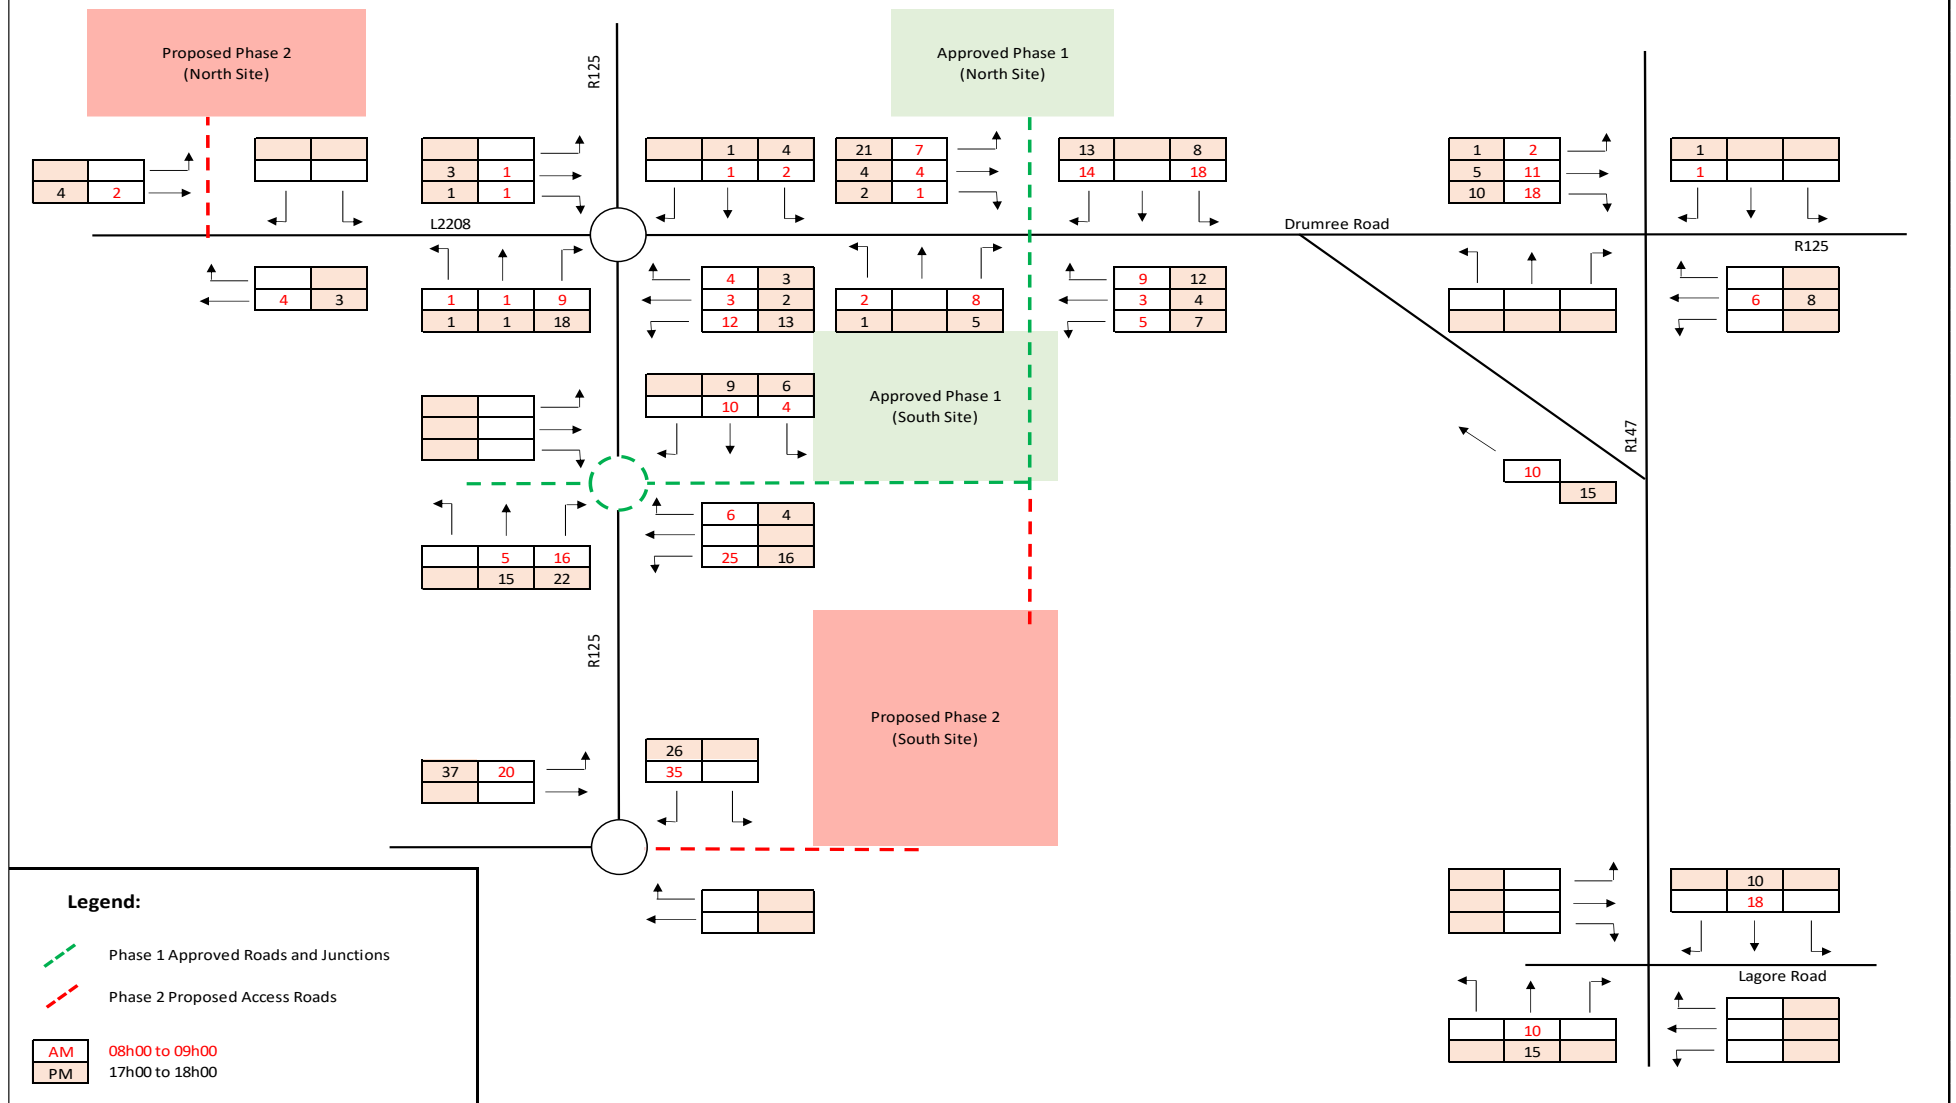 Proposed Phase 2
(North Site)
R125
Approved Phase 1
(North Site)
4 2
3 1
1 1
1 4
1 2
21 7
4 4
2 1
13 8
14 18
1 2
5 11
10 18
1
1
L2208
Drumree Road
R125
4 3
1 1 9
1 1 18
4 3
3 2
12 13
2 8
1 5
9 12
3 4
5 7
6 8
9 6
10 4
Approved Phase 1
(South Site)
R147
10
15
6 4
25 16
5 16
15 22
R125
Proposed Phase 2
(South Site)
37 20
26
35
Legend:
Phase 1 Approved Roads and Junctions
Phase 2 Proposed Access Roads
AM 08h00 to 09h00
PM 17h00 to 18h00
10
18
Lagore Road
10
15